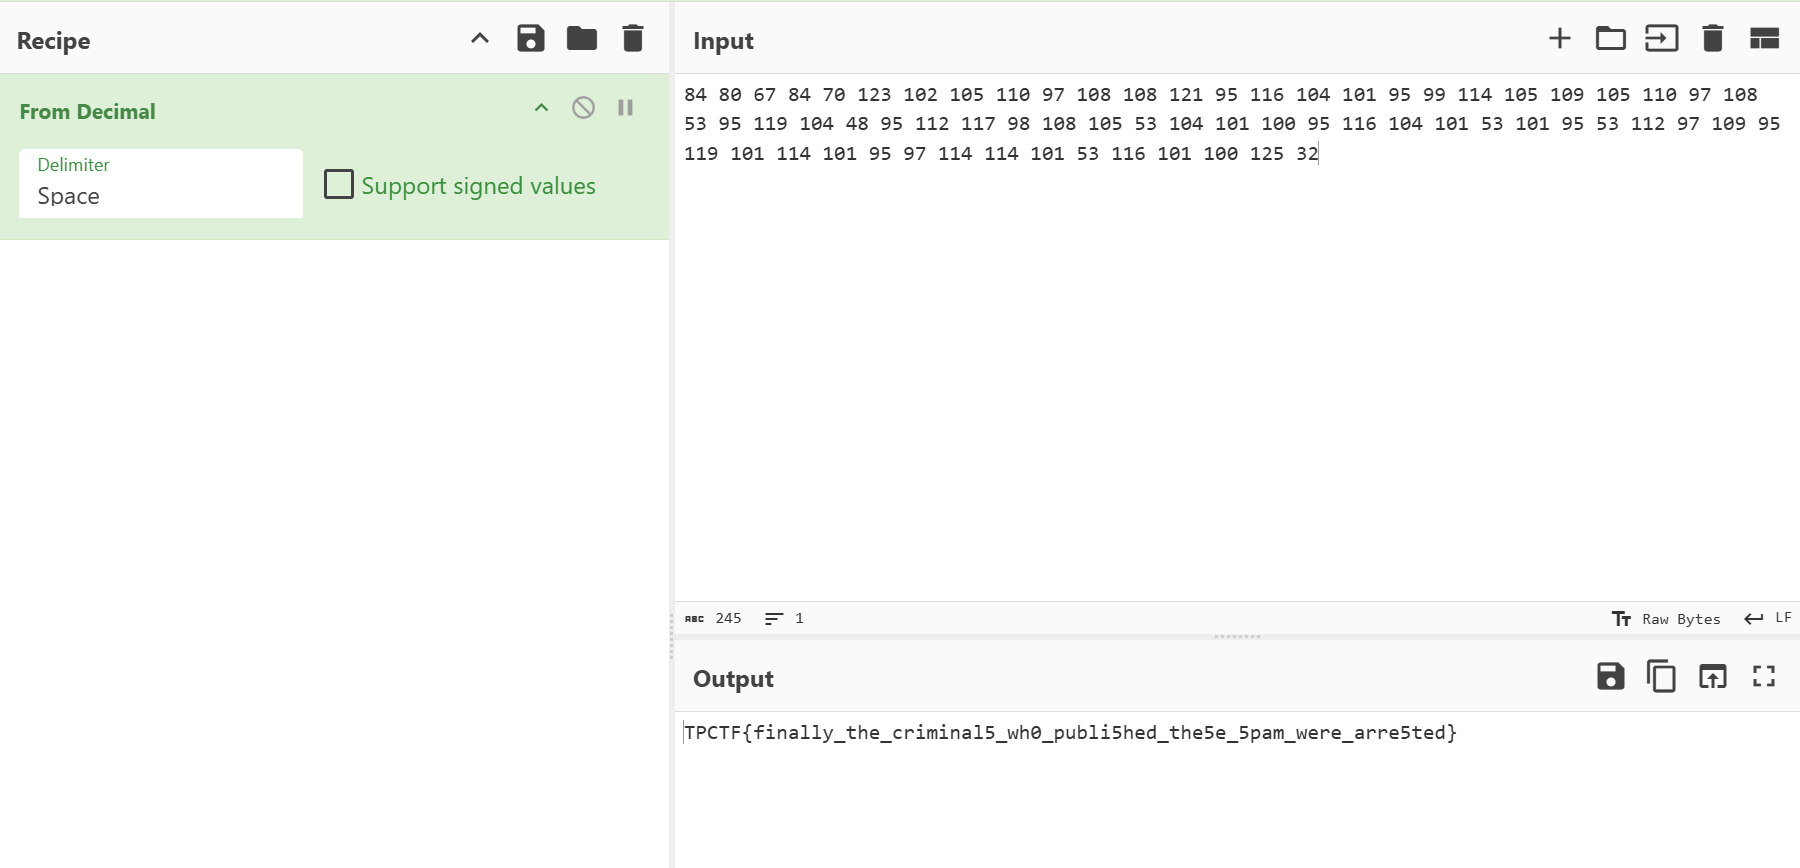 Recipe
From Decimal
Delimiter
Space
Support signed values
Input
84 80 67 84 70 123 102 105 110 97 108 108 121 95 116 104 101 95 99 114 105 109 105 110 97 108
53 95 119 104 48 95 112 117 98 108 105 53 104 101 100 95 116 104 101 53 101 95 53 112 97 109 95
119 101 114 101 95 97 114 114 101 53 116 101 100 125 32
ABC 245 1
Raw Bytes LF
Output
TPCTF{finally_the_criminal5_wh0_publi5hed_the5e_5pam_were_arre5ted}